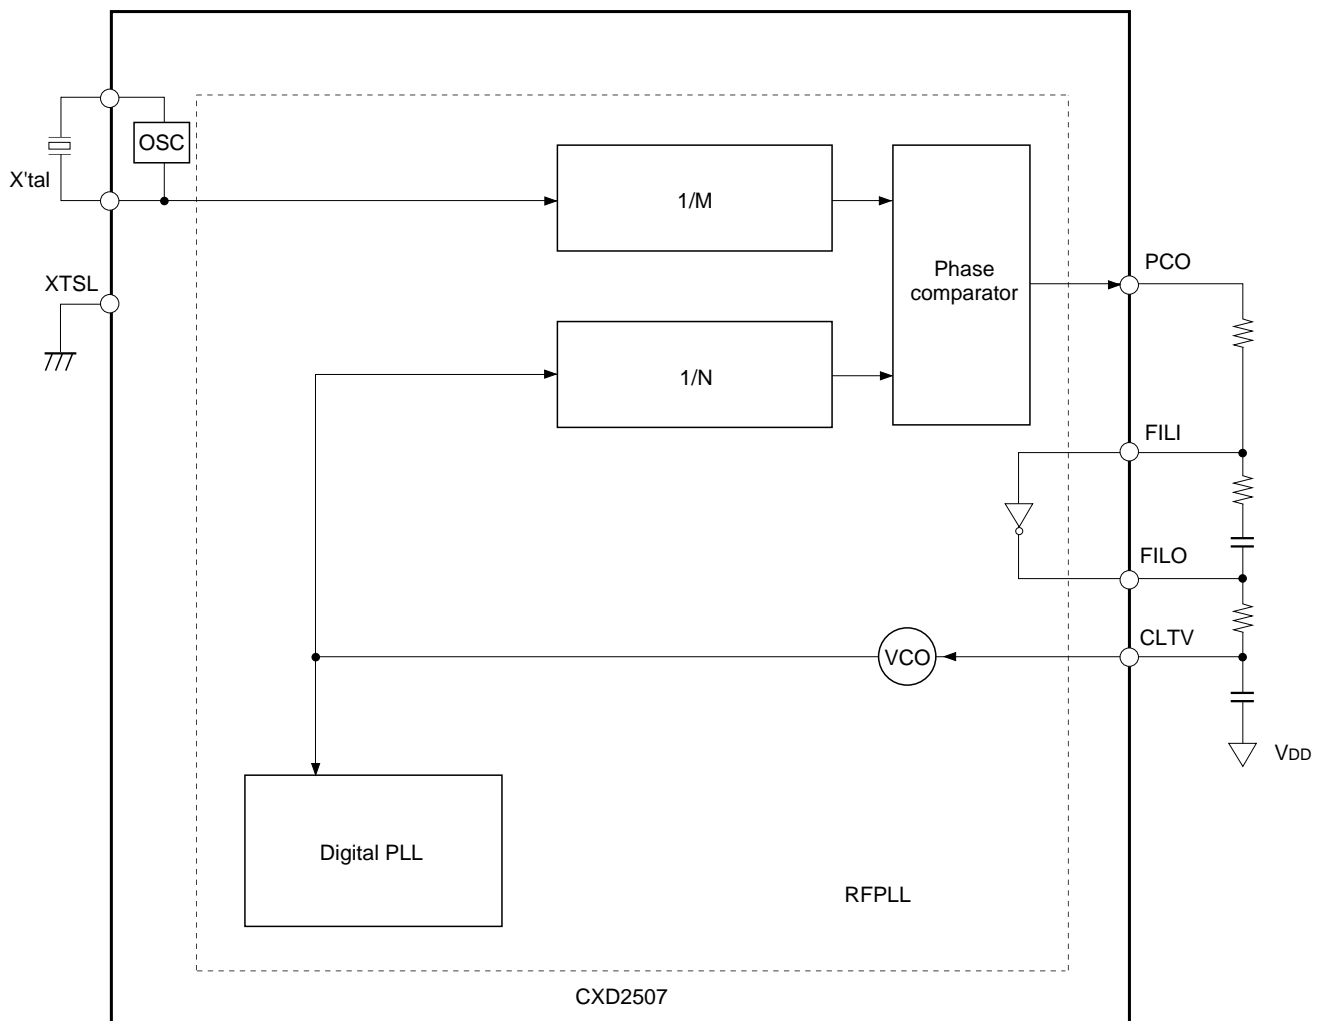 OSC
X'tal
1/M
XTSL
Phase
comparator
PCO
1/N
FILI
FILO
CLTV
VCO
VDD
Digital PLL
RFPLL
CXD2507